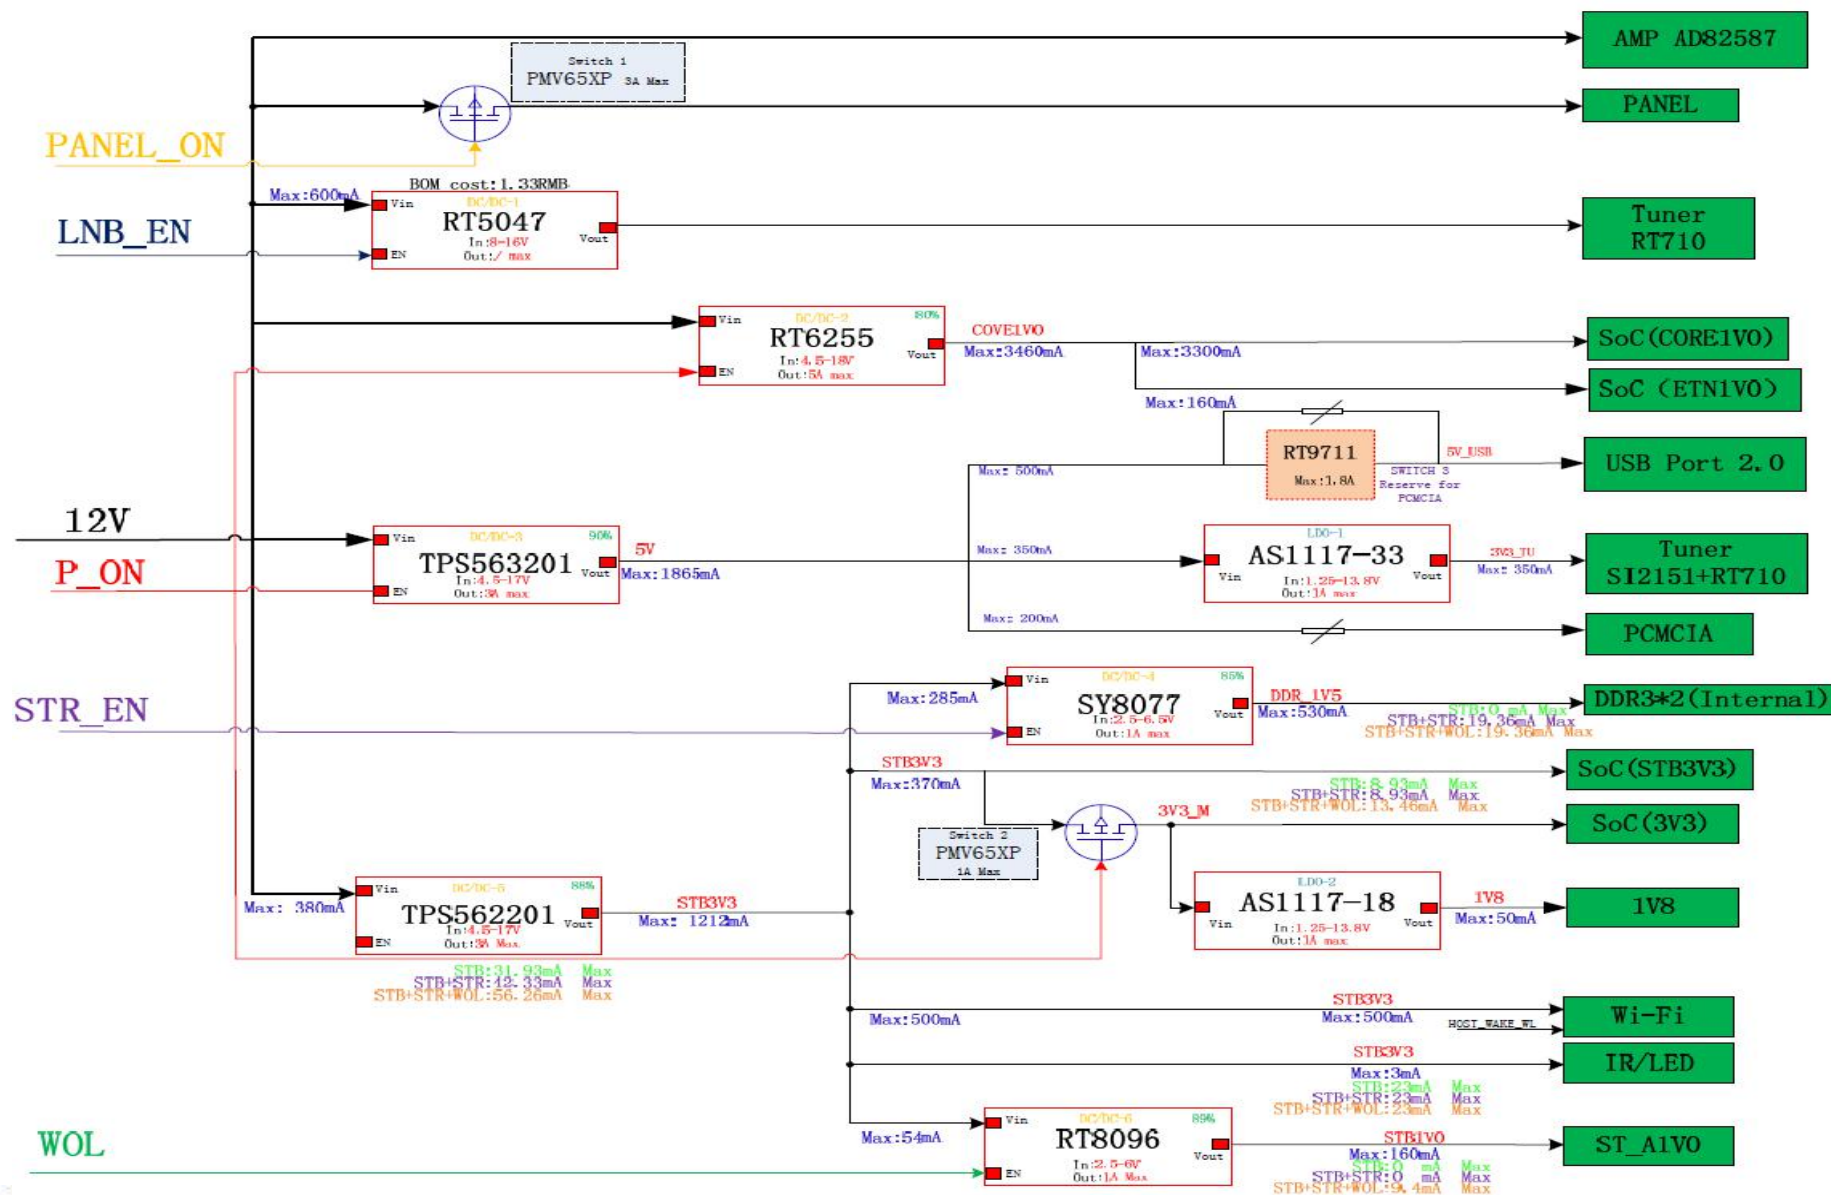 AMP AD82587
Switch 1
PMV65XP 3A Max
PANEL
PANEL_ON
BOM cost:1.33RMB
Max:600mA
Vin
DC/DC-1
RT5047
In:8-16V
Out:/ max
Vout
EN
LNB_EN
Tuner
RT710
Vin
DC/DC-2
80%
RT6255
In:4.5-18V
Out:5A max
Vout
EN
COVE1V0
Max:3460mA
Max:3300mA
SoC(CORE1V0)
Max:160mA
SoC (ETN1V0)
Max: 500mA
RT9711
Max:1.8A
5V_USB
SWITCH 3
Reserve for
PCMCIA
USB Port 2.0
12V
P_ON
Vin
DC/DC-3
90%
TPS563201
In:4.5-17V
Out:3A max
Vout
EN
5V
Max:1865mA
Max: 350mA
LDO-1
AS1117-33
Vin
In:1.25-13.8V
Out:1A max
Vout
3V3_TU
Max: 350mA
Tuner
SI2151+RT710
Max: 200mA
PCMCIA
STR_EN
Max:285mA
Vin
DC/DC-4
85%
SY8077
In:2.5-6.5V
Out:1A max
Vout
EN
DDR_1V5
Max:530mA
STB:0 mA Max
STB+STR:19.36mA Max
STB+STR+WOL:19.36mA Max
DDR3*2(Internal)
STB3V3
Max:370mA
STB:8.93mA Max
STB+STR:8.93mA Max
STB+STR+WOL:13.46mA Max
SoC(STB3V3)
Switch 2
PMV65XP
1A Max
3V3_M
SoC(3V3)
Max: 380mA
Vin
DC/DC-5
88%
TPS562201
In:4.5-17V
Out:3A Max
Vout
EN
STB:31.93mA Max
STB+STR:42.33mA Max
STB+STR+WOL:56.26mA Max
STB3V3
Max: 1212mA
LDO-2
AS1117-18
Vin
In:1.25-13.8V
Out:1A max
Vout
1V8
Max:50mA
1V8
Max:500mA
STB3V3
Max:500mA
HOST_WAKE_WL
Wi-Fi
STB3V3
Max:3mA
STB:23mA Max
STB+STR:23mA Max
STB+STR+WOL:23mA Max
IR/LED
WOL
Max:54mA
Vin
DC/DC-6
89%
RT8096
In:2.5-6V
Out:1A Max
Vout
EN
STB1V0
Max:160mA
STB:0 mA Max
STB+STR:0 mA Max
STB+STR+WOL:9.4mA Max
ST_A1V0